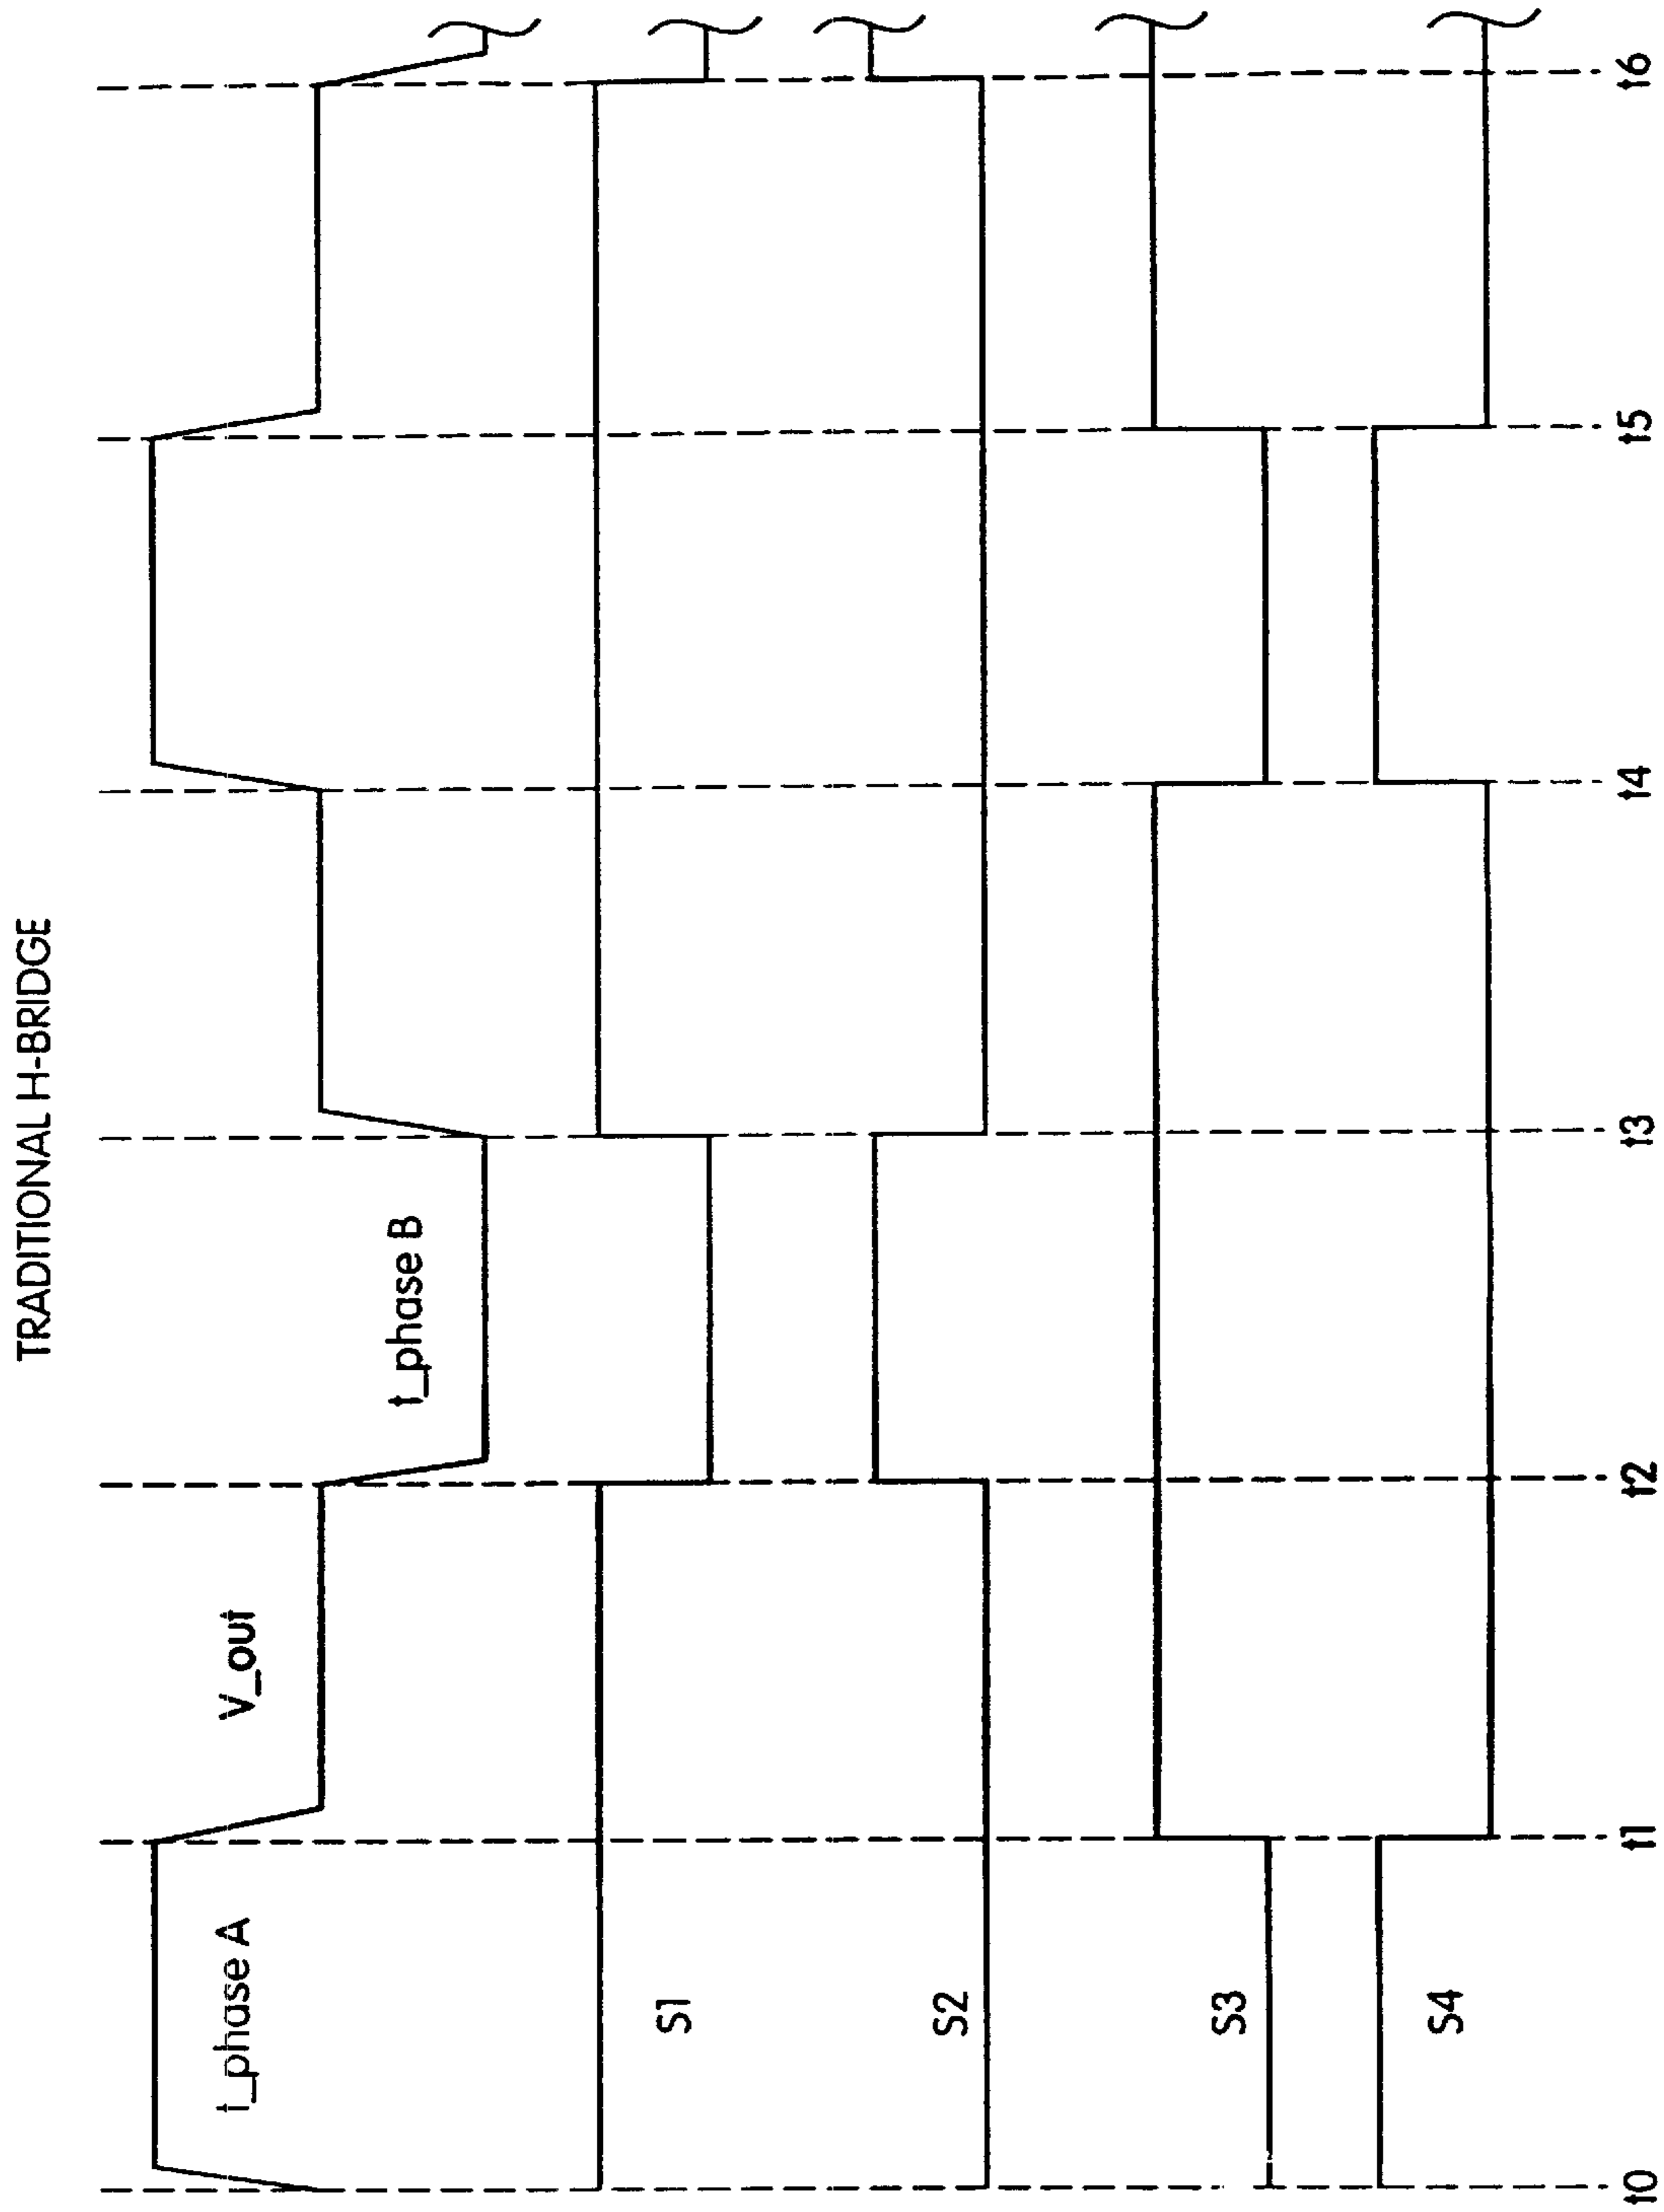 TRADITIONAL H-BRIDGE
t_phase A
V_out
t_phase B
S1
S2
S3
S4
t0
t1
t2
t3
t4
t5
t6